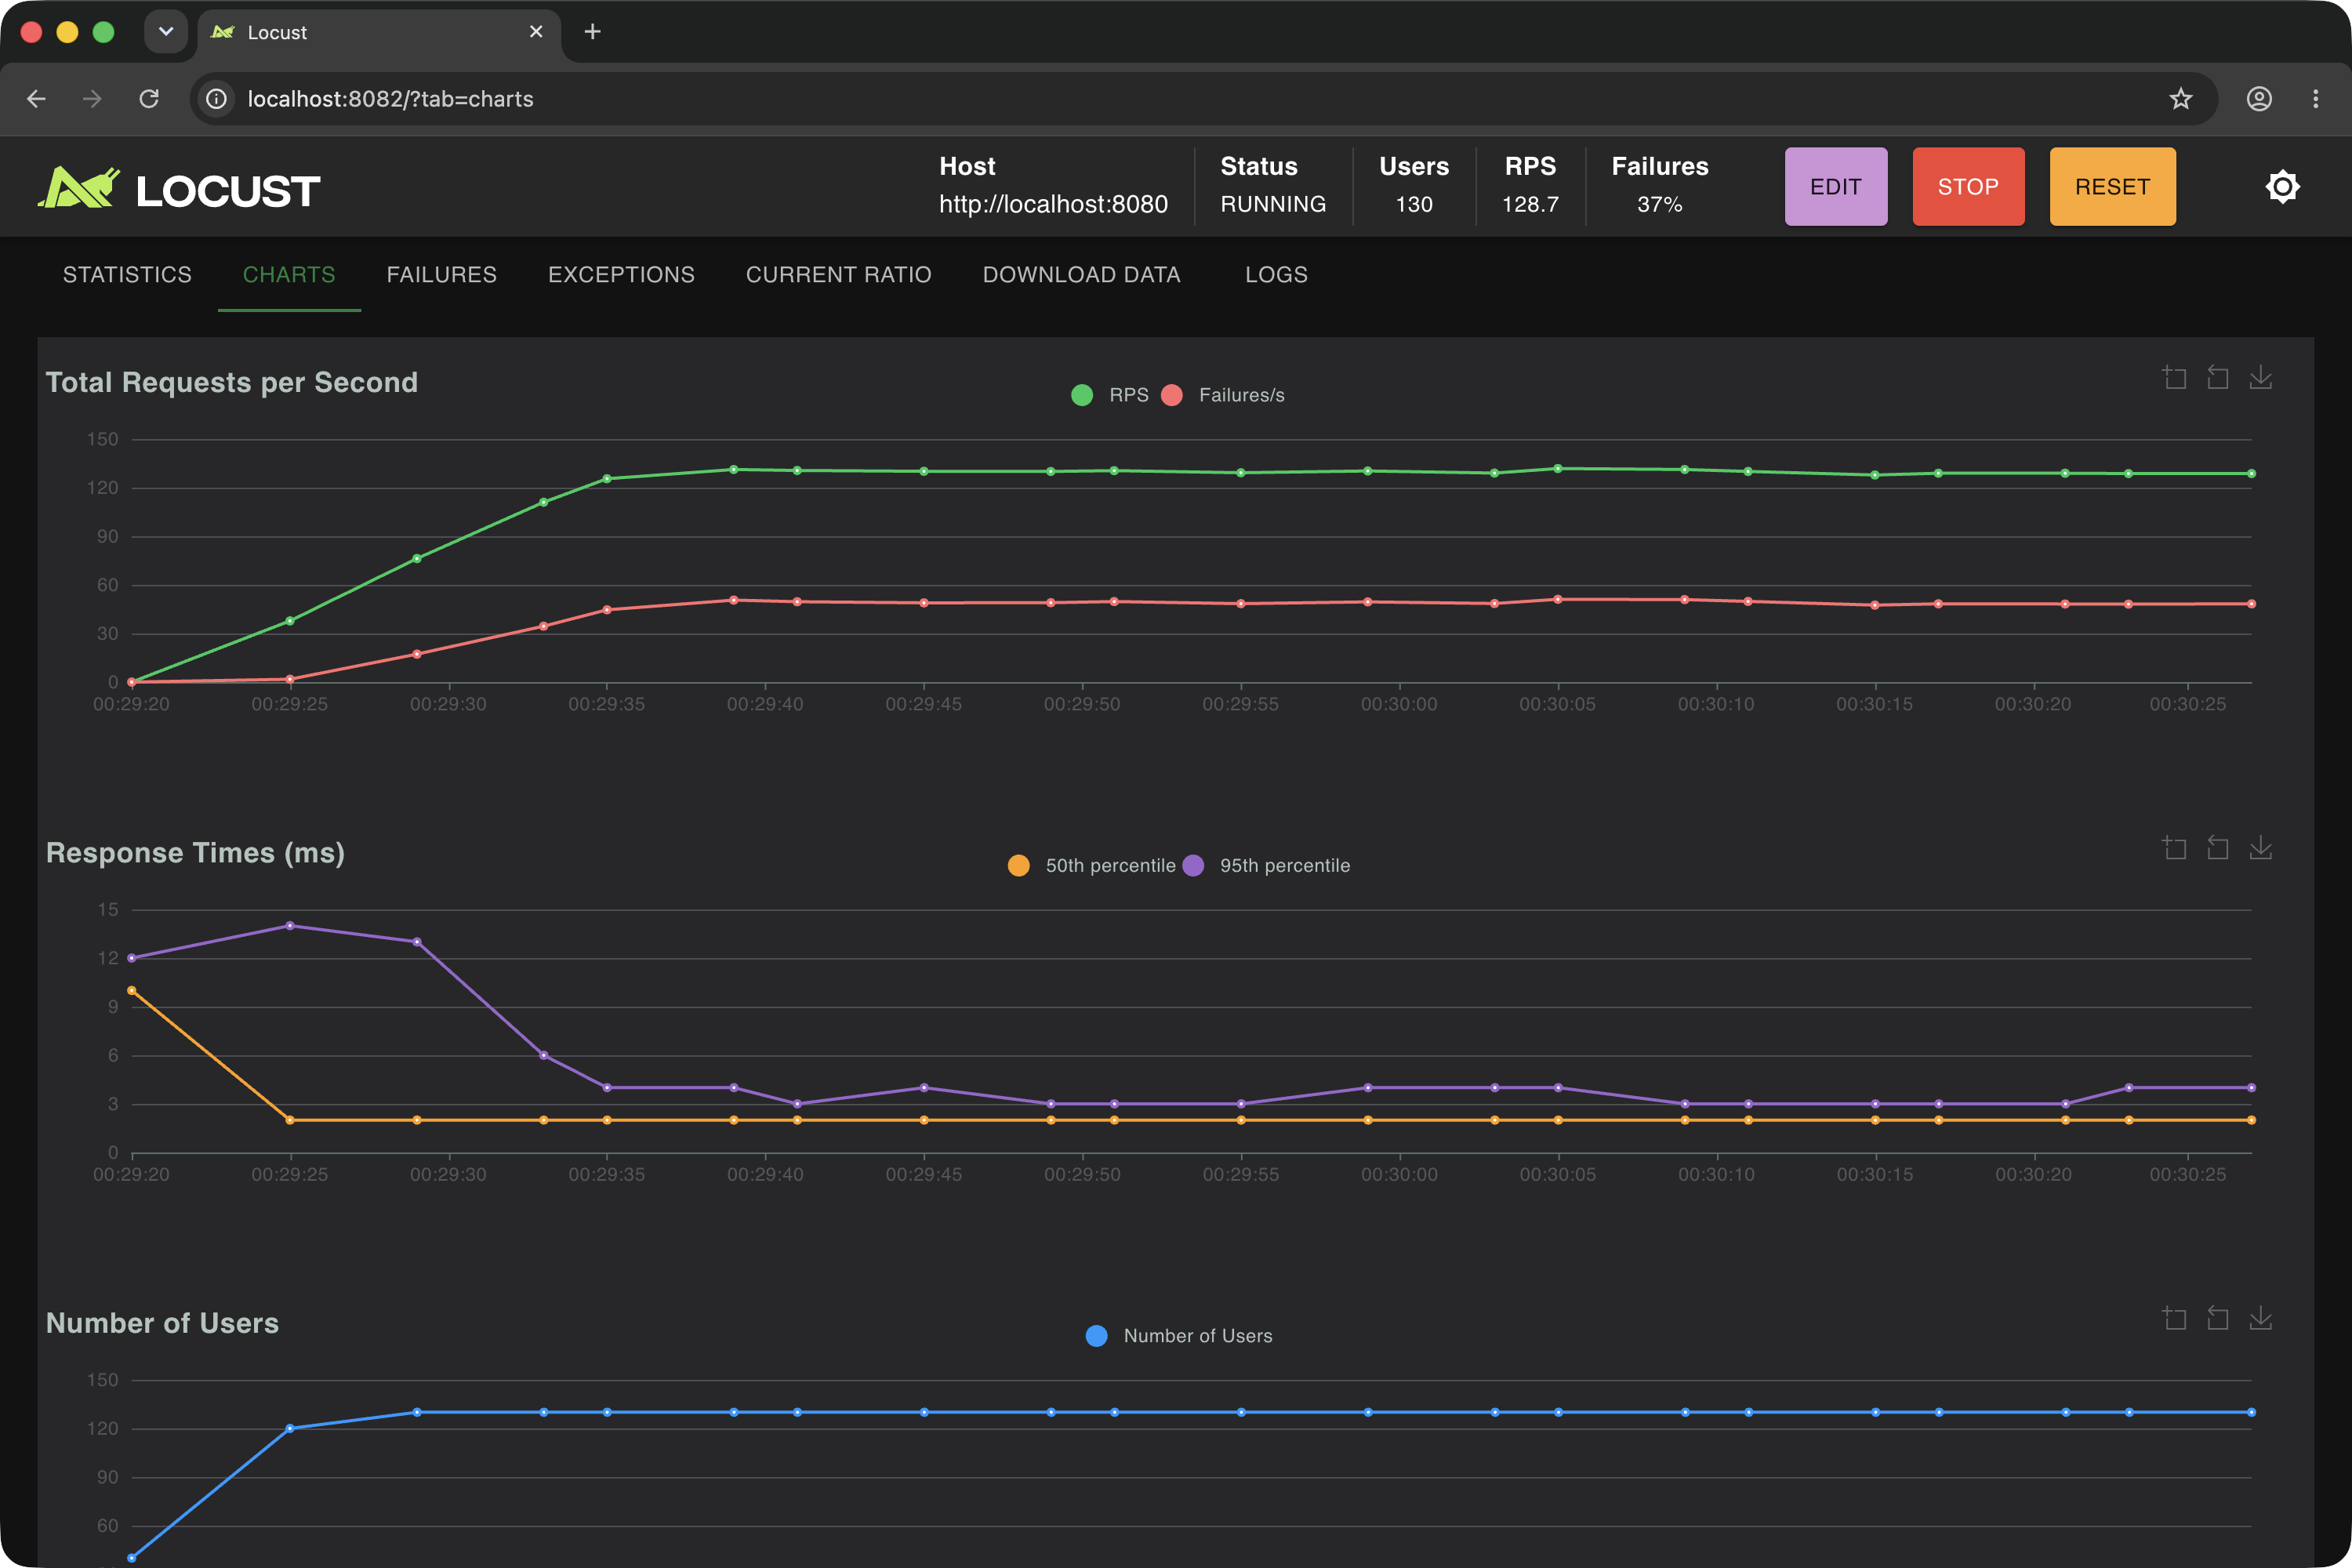 Locust
localhost:8082/?tab=charts
LOCUST
Host
http://localhost:8080
Status
RUNNING
Users
130
RPS
128.7
Failures
37%
EDIT
STOP
RESET
STATISTICS CHARTS FAILURES EXCEPTIONS CURRENT RATIO DOWNLOAD DATA LOGS
Total Requests per Second
RPS Failures/s
150
120
90
60
30
0
00:29:20 00:29:25 00:29:30 00:29:35 00:29:40 00:29:45 00:29:50 00:29:55 00:30:00 00:30:05 00:30:10 00:30:15 00:30:20 00:30:25
Response Times (ms)
50th percentile 95th percentile
15
12
9
6
3
0
00:29:20 00:29:25 00:29:30 00:29:35 00:29:40 00:29:45 00:29:50 00:29:55 00:30:00 00:30:05 00:30:10 00:30:15 00:30:20 00:30:25
Number of Users
Number of Users
150
120
90
60